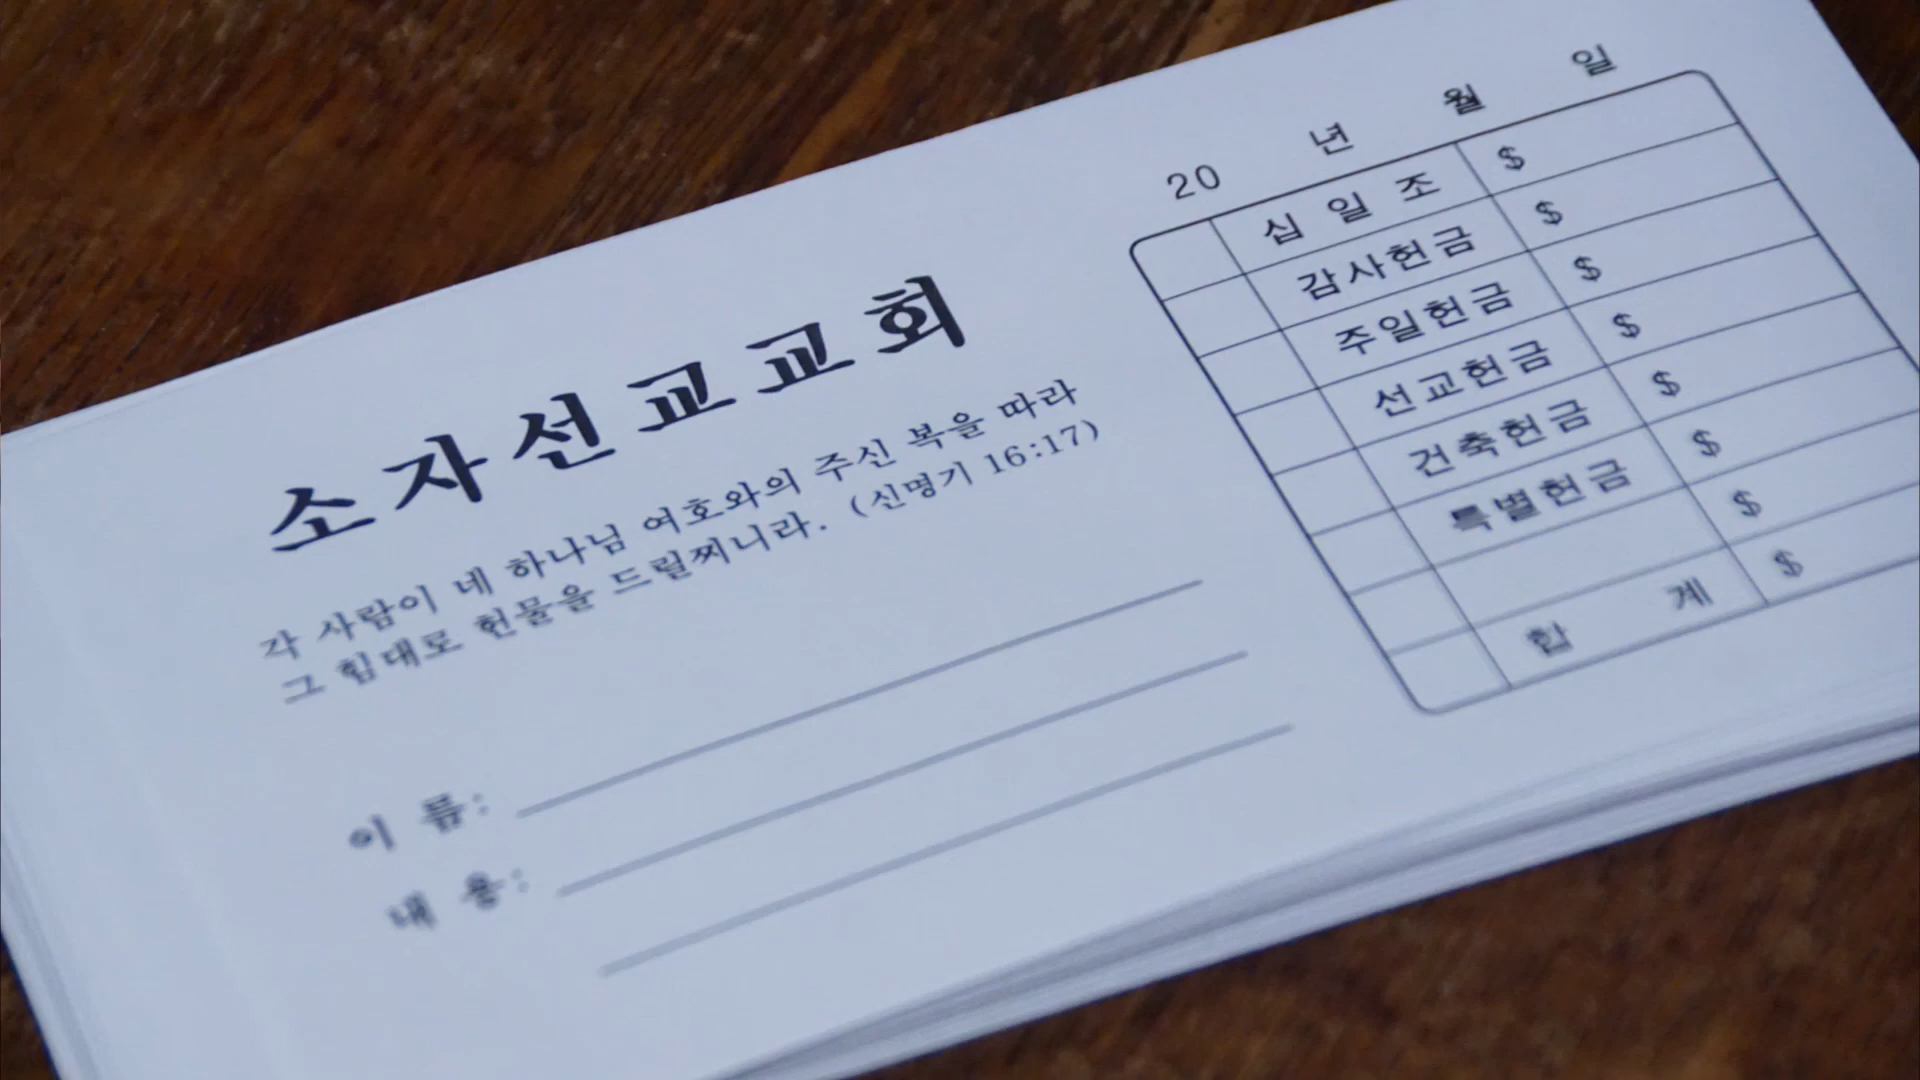 소자선교교회
각 사람이 네 하나님 여호와의 주신 복을 따라
그 힘대로 헌물을 드릴찌니라. (신명기 16:17)
이 름:
내 용:
20 년 월 일
십 일 조 $
감사헌금 $
주일헌금 $
선교헌금 $
건축헌금 $
특별헌금 $
$
합 계 $